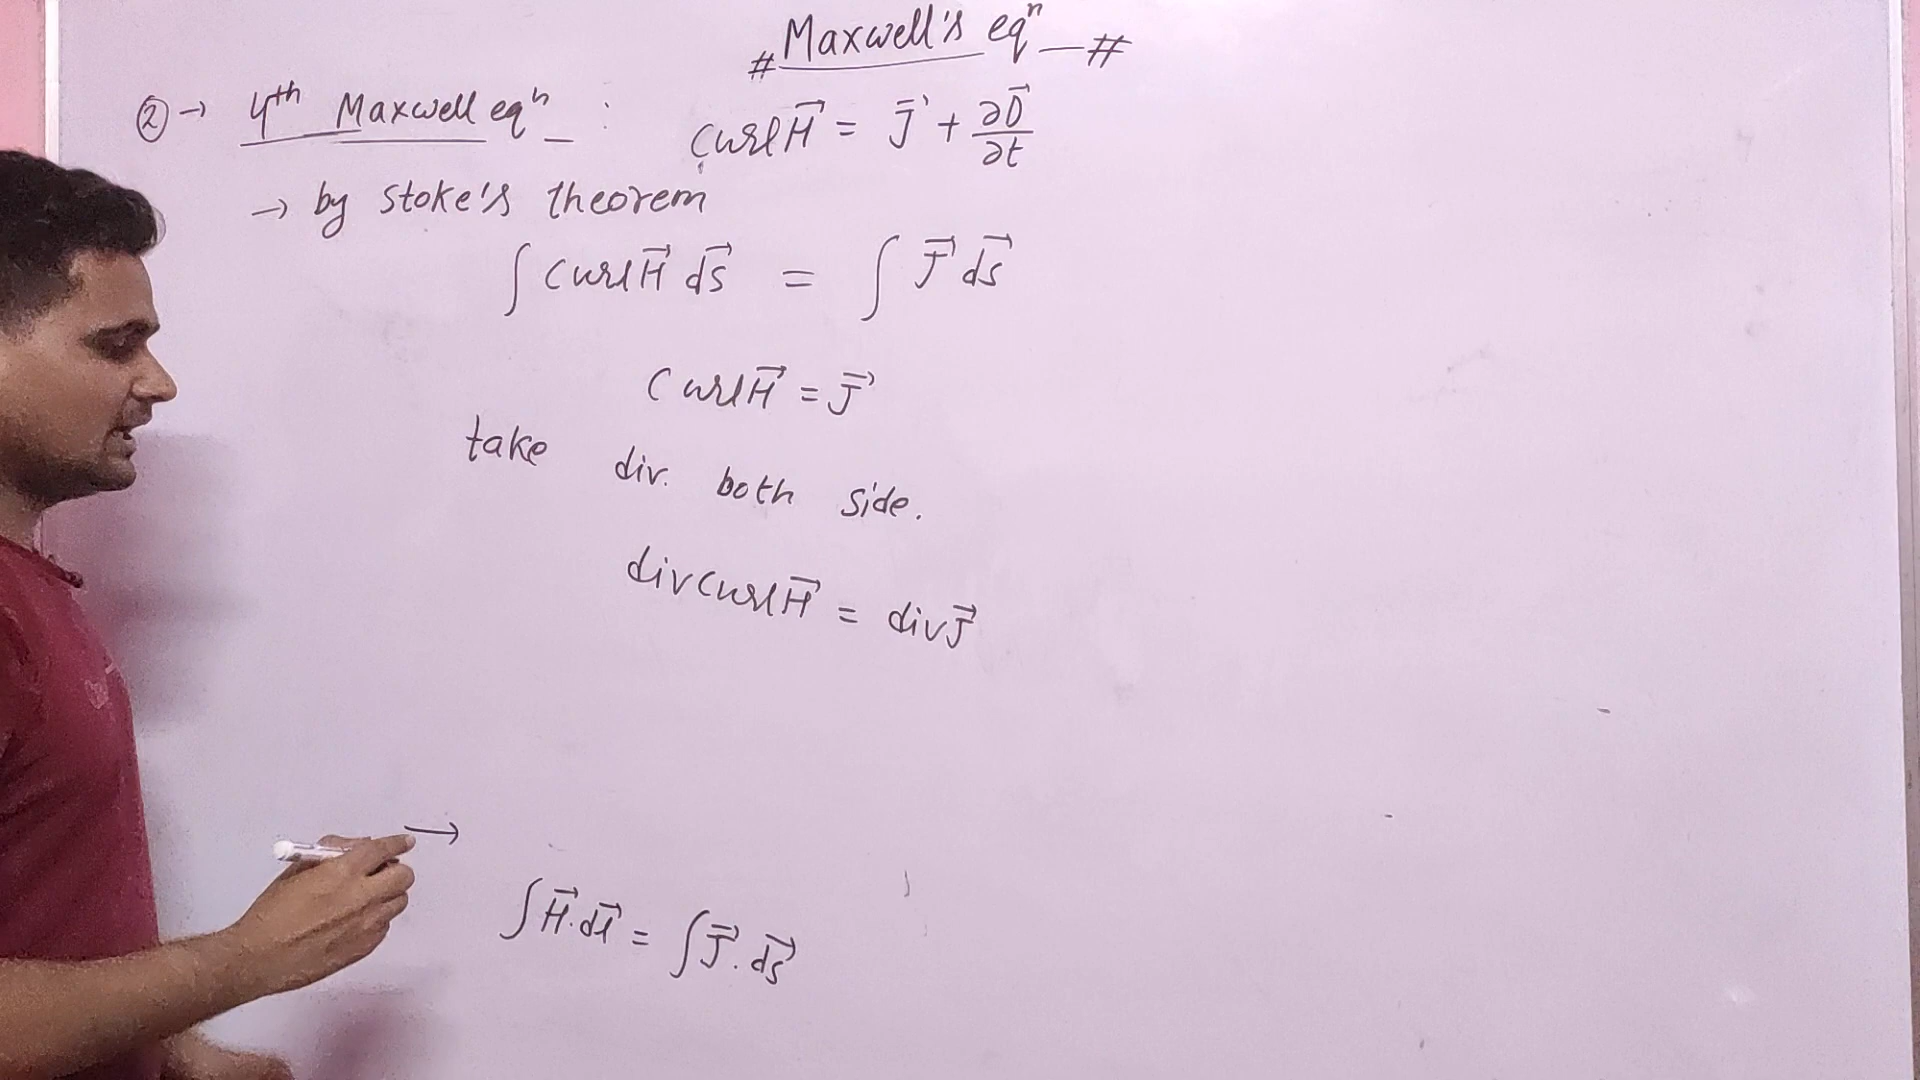 # Maxwell's eqⁿ — #
② → 4th Maxwell eqⁿ — : Curl H⃗ = J⃗ + ∂D⃗/∂t
→ by Stoke's theorem
∫ Curl H⃗ ds⃗ = ∫ J⃗ ds⃗
Curl H⃗ = J⃗
take div. both side.
div Curl H⃗ = div J⃗
→
∫ H⃗. dl⃗ = ∫ J⃗. ds⃗